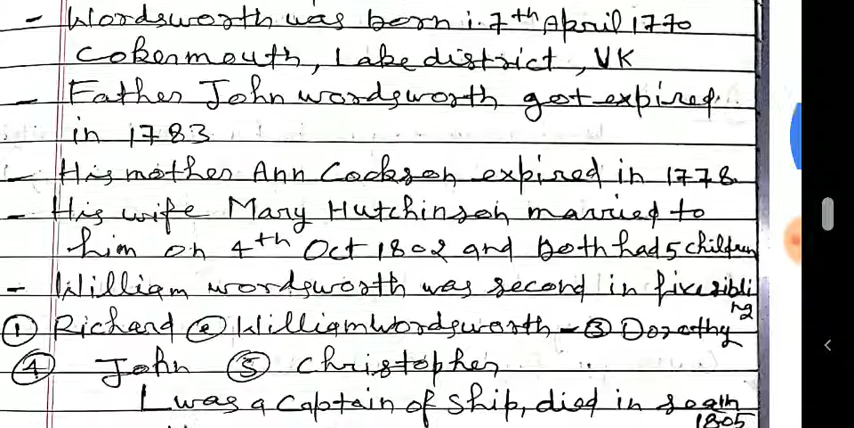 - Wordsworth was born i. 7th April 1770
Cokermouth, Lake district, UK
- Father John wordsworth got expired
in 1783
- His mother Ann Cockson expired in 1778.
- His wife Mary Hutchinson married to
him on 4th Oct 1802 and both had 5 children
- William wordsworth was second in five sibling
① Richard ② William Wordsworth - ③ Dorothy
④ John ⑤ Christopher
was a Captain of Ship, died in
1805